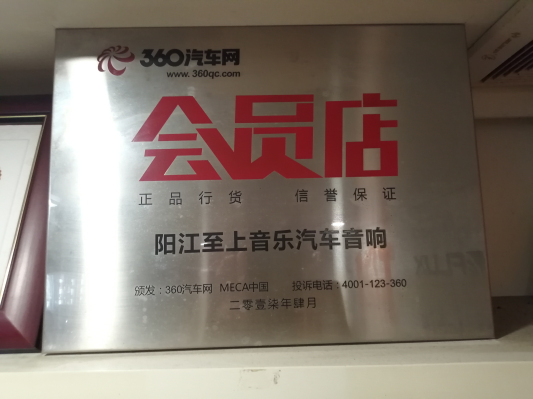 360汽车网
www.360qc.com
会员店
正品行货 信誉保证
阳江至上音乐汽车音响
颁发：360汽车网 MECA中国 投诉电话：4001-123-360
二零壹柒年肆月